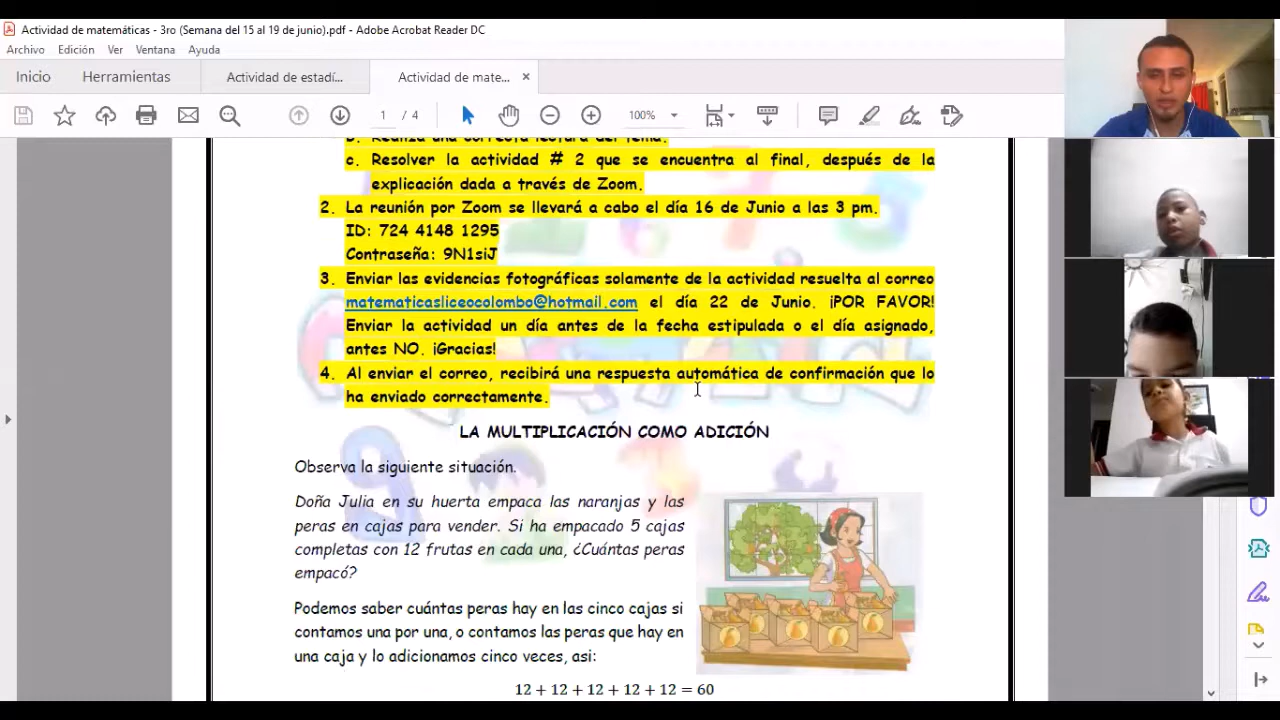 Actividad de matemáticas - 3ro (Semana del 15 al 19 de junio).pdf - Adobe Acrobat Reader DC
Archivo Edición Ver Ventana Ayuda
Inicio Herramientas Actividad de estadí... Actividad de mate... ×
1 / 4 100%
b. Realiza una correcta lectura del tema.
c. Resolver la actividad # 2 que se encuentra al final, después de la
explicación dada a través de Zoom.
2. La reunión por Zoom se llevará a cabo el día 16 de Junio a las 3 pm.
ID: 724 4148 1295
Contraseña: 9N1siJ
3. Enviar las evidencias fotográficas solamente de la actividad resuelta al correo
matematicasliceocolombo@hotmail.com el día 22 de Junio. ¡POR FAVOR!
Enviar la actividad un día antes de la fecha estipulada o el día asignado,
antes NO. ¡Gracias!
4. Al enviar el correo, recibirá una respuesta automática de confirmación que lo
ha enviado correctamente.
LA MULTIPLICACIÓN COMO ADICIÓN
Observa la siguiente situación.
Doña Julia en su huerta empaca las naranjas y las
peras en cajas para vender. Si ha empacado 5 cajas
completas con 12 frutas en cada una, ¿Cuántas peras
empacó?
Podemos saber cuántas peras hay en las cinco cajas si
contamos una por una, o contamos las peras que hay en
una caja y lo adicionamos cinco veces, asi:
12 + 12 + 12 + 12 + 12 = 60